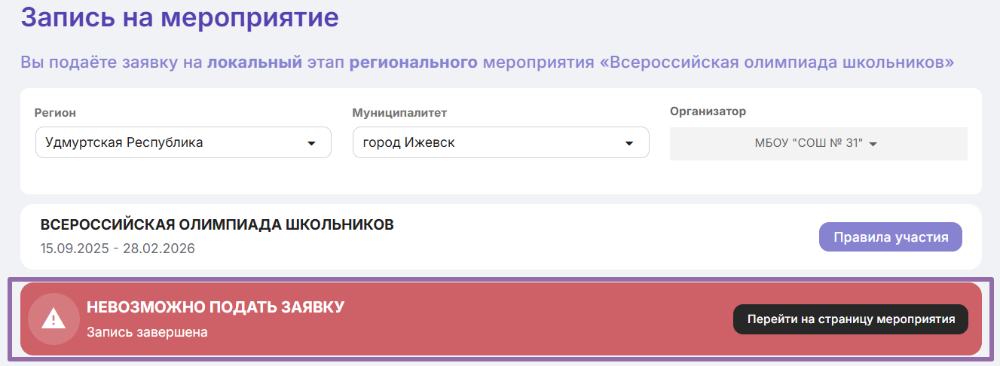 Запись на мероприятие
Вы подаёте заявку на локальный этап регионального мероприятия «Всероссийская олимпиада школьников»
Регион
Муниципалитет
Организатор
Удмуртская Республика
город Ижевск
МБОУ "СОШ № 31"
ВСЕРОССИЙСКАЯ ОЛИМПИАДА ШКОЛЬНИКОВ
15.09.2025 - 28.02.2026
Правила участия
НЕВОЗМОЖНО ПОДАТЬ ЗАЯВКУ
Запись завершена
Перейти на страницу мероприятия